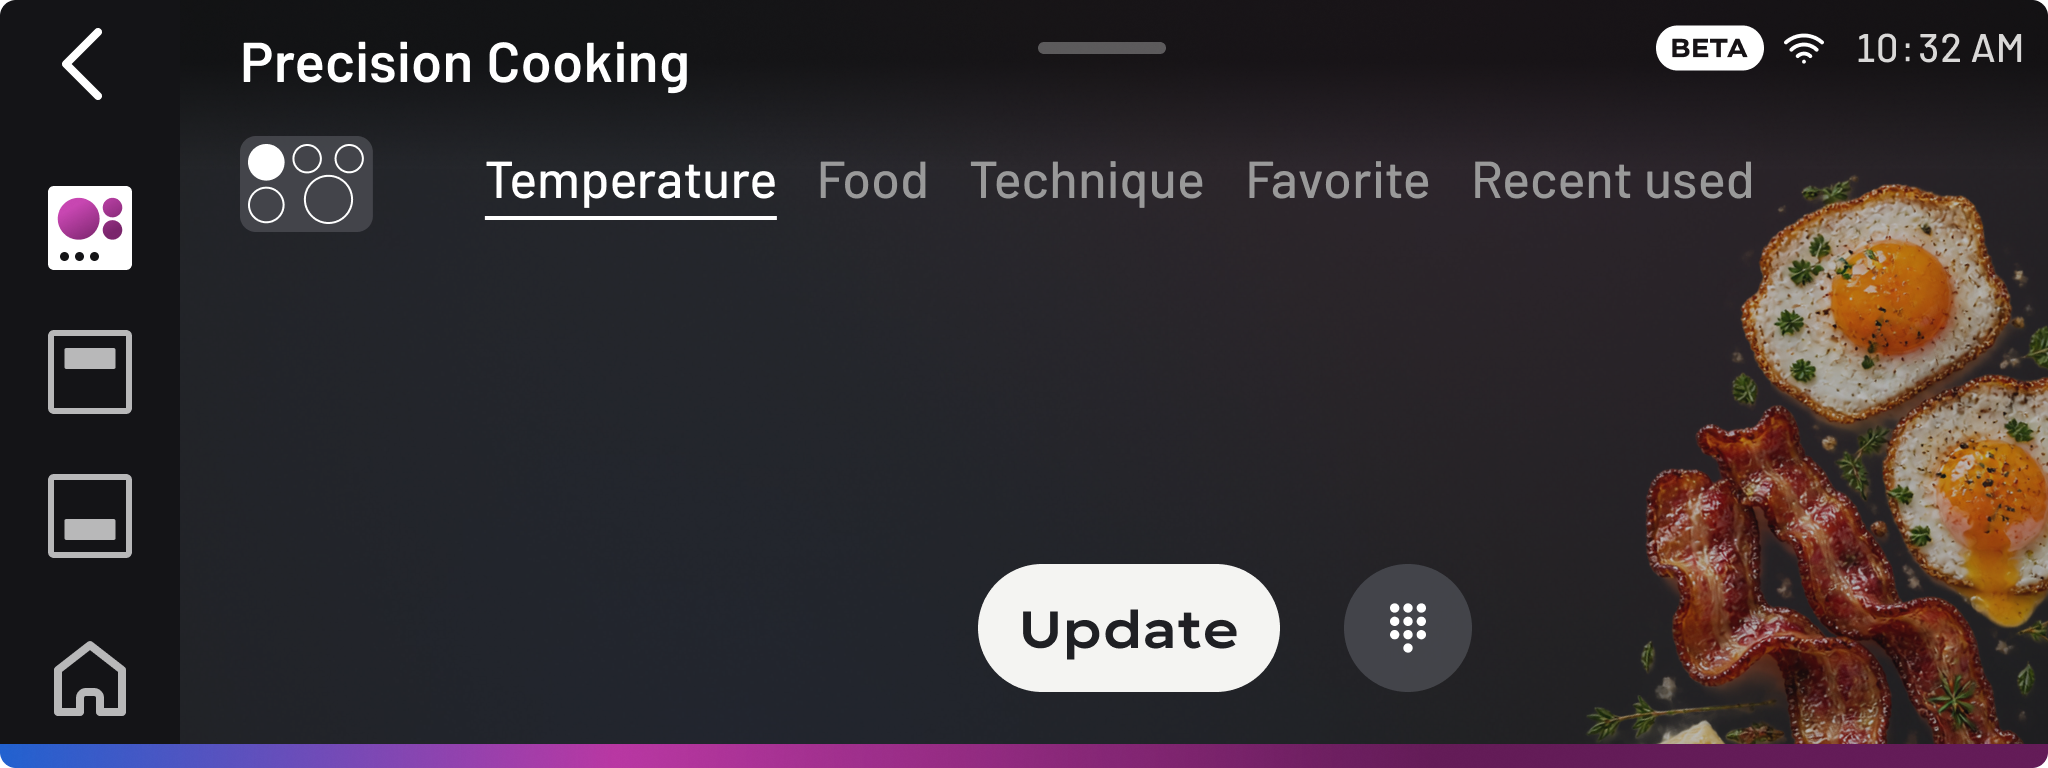 Precision Cooking
BETA
10:32 AM
Temperature
Food
Technique
Favorite
Recent used
Update